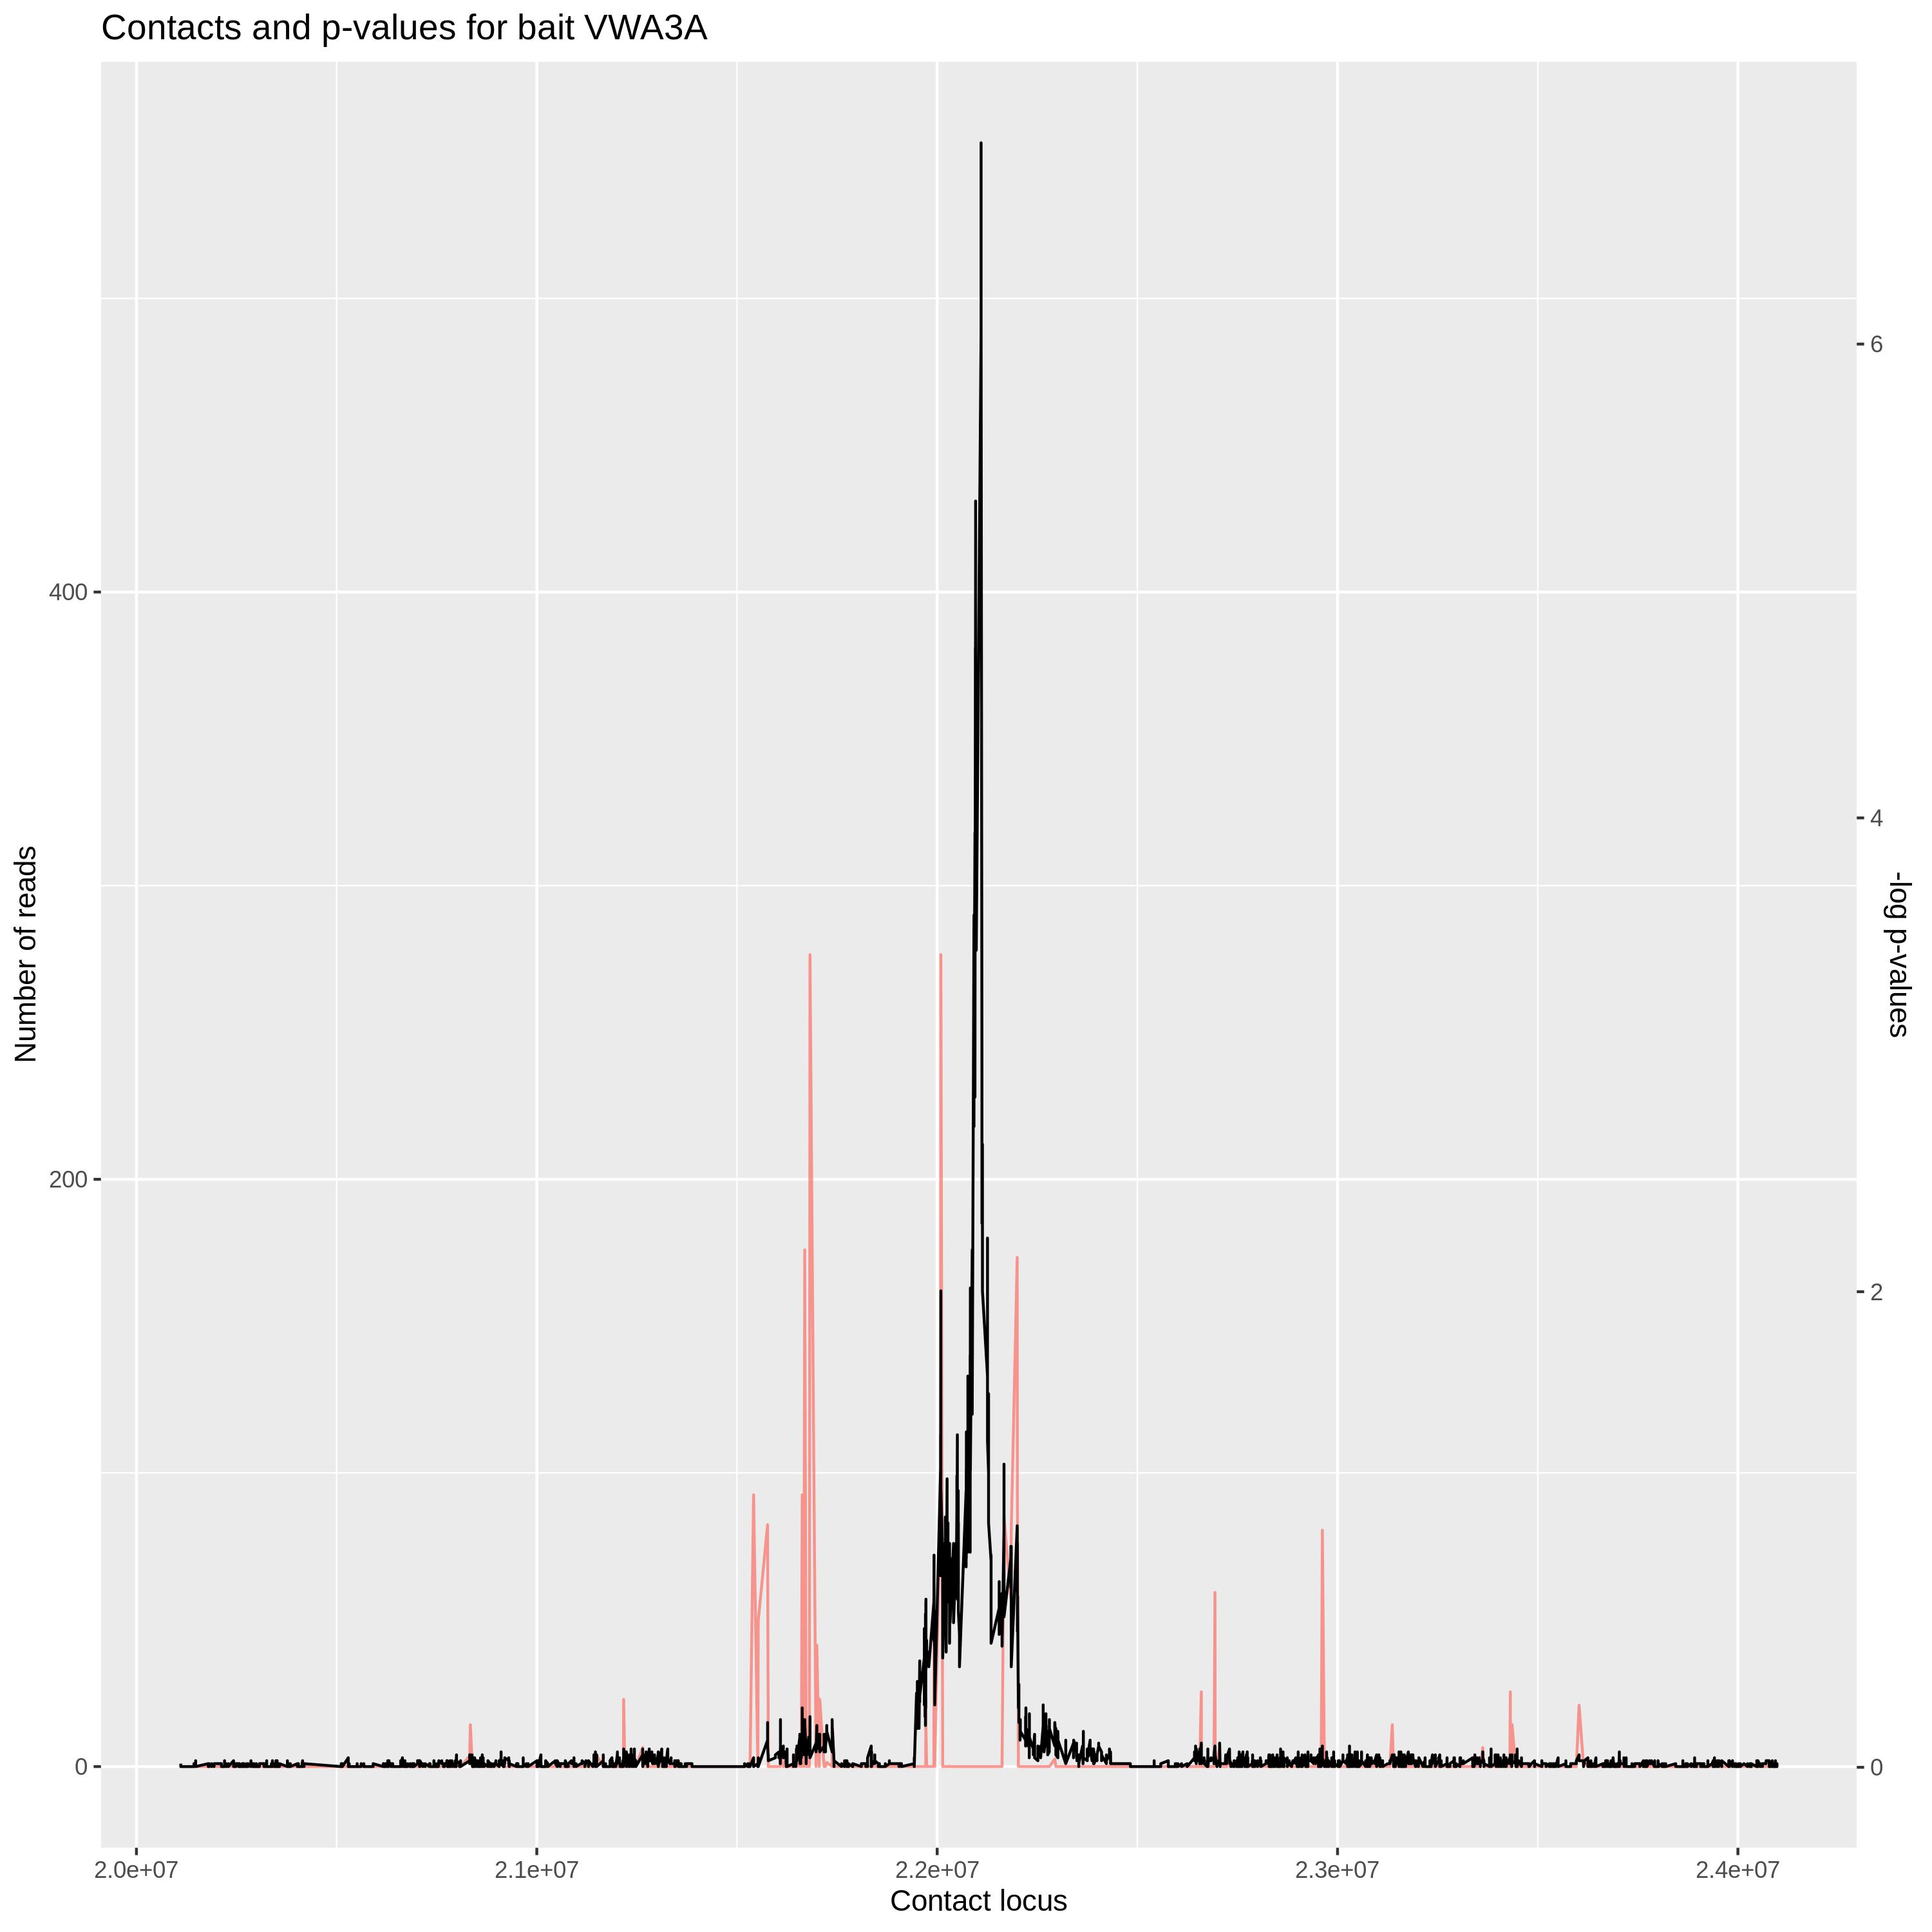 Contacts and p-values for bait VWA3A
Number of reads
400
200
0
6
4
2
0
-log p-values
2.0e+07
2.1e+07
2.2e+07
2.3e+07
2.4e+07
Contact locus